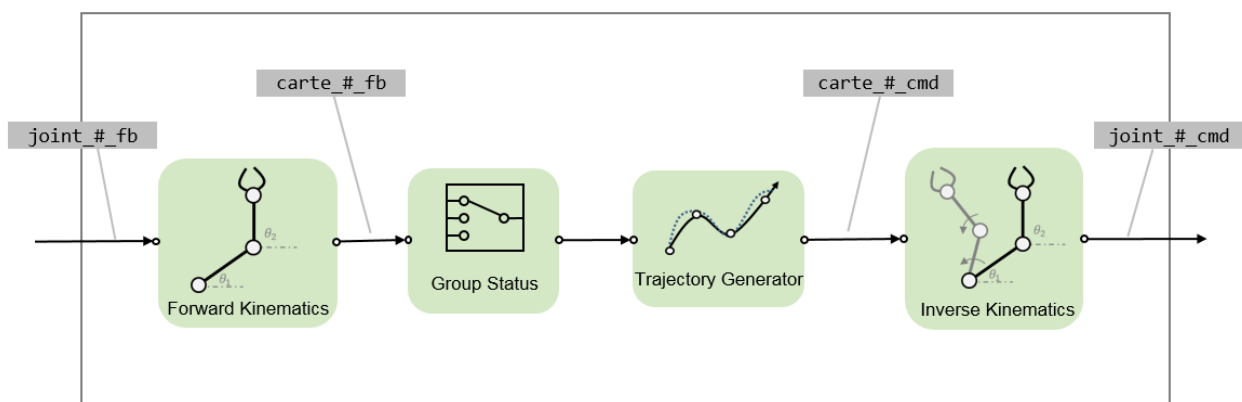 carte_#_fb
carte_#_cmd
joint_#_fb
joint_#_cmd
θ2
θ1
Forward Kinematics
Group Status
Trajectory Generator
θ2
θ1
Inverse Kinematics